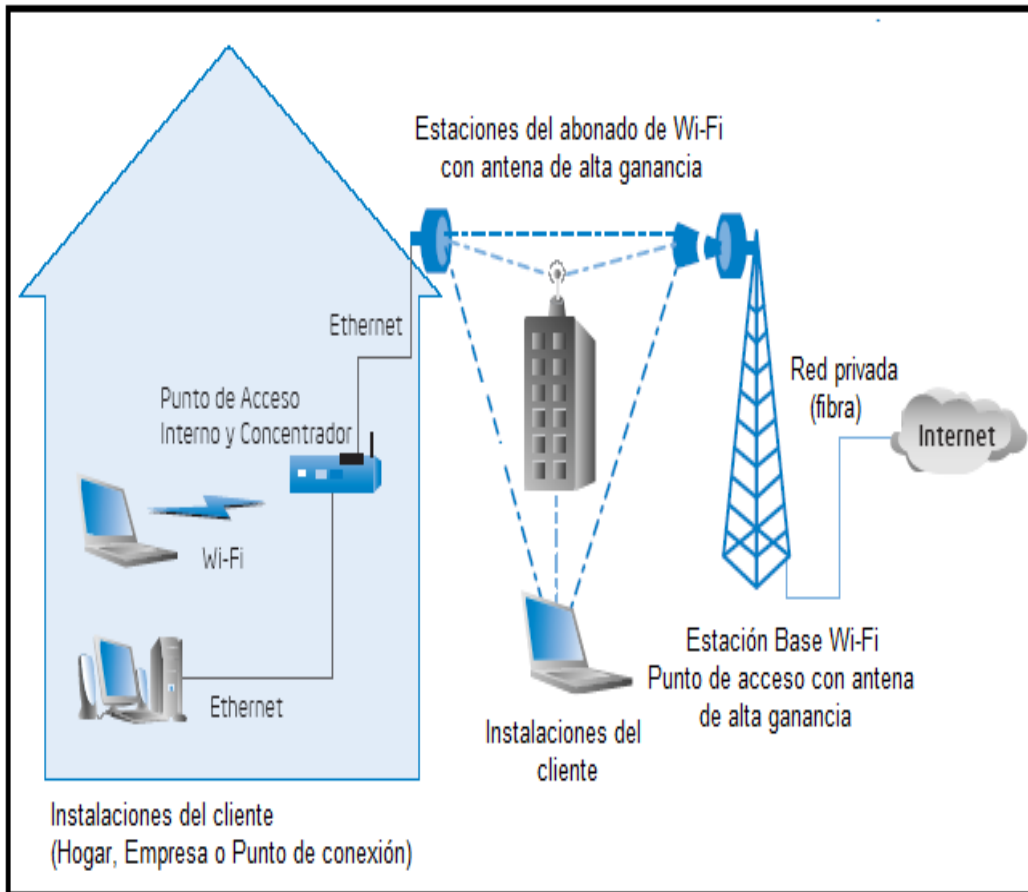 Estaciones del abonado de Wi-Fi
con antena de alta ganancia
Ethernet
Punto de Acceso
Interno y Concentrador
Wi-Fi
Ethernet
Red privada
(fibra)
Internet
Estación Base Wi-Fi
Punto de acceso con antena
de alta ganancia
Instalaciones del
cliente
Instalaciones del cliente
(Hogar, Empresa o Punto de conexión)